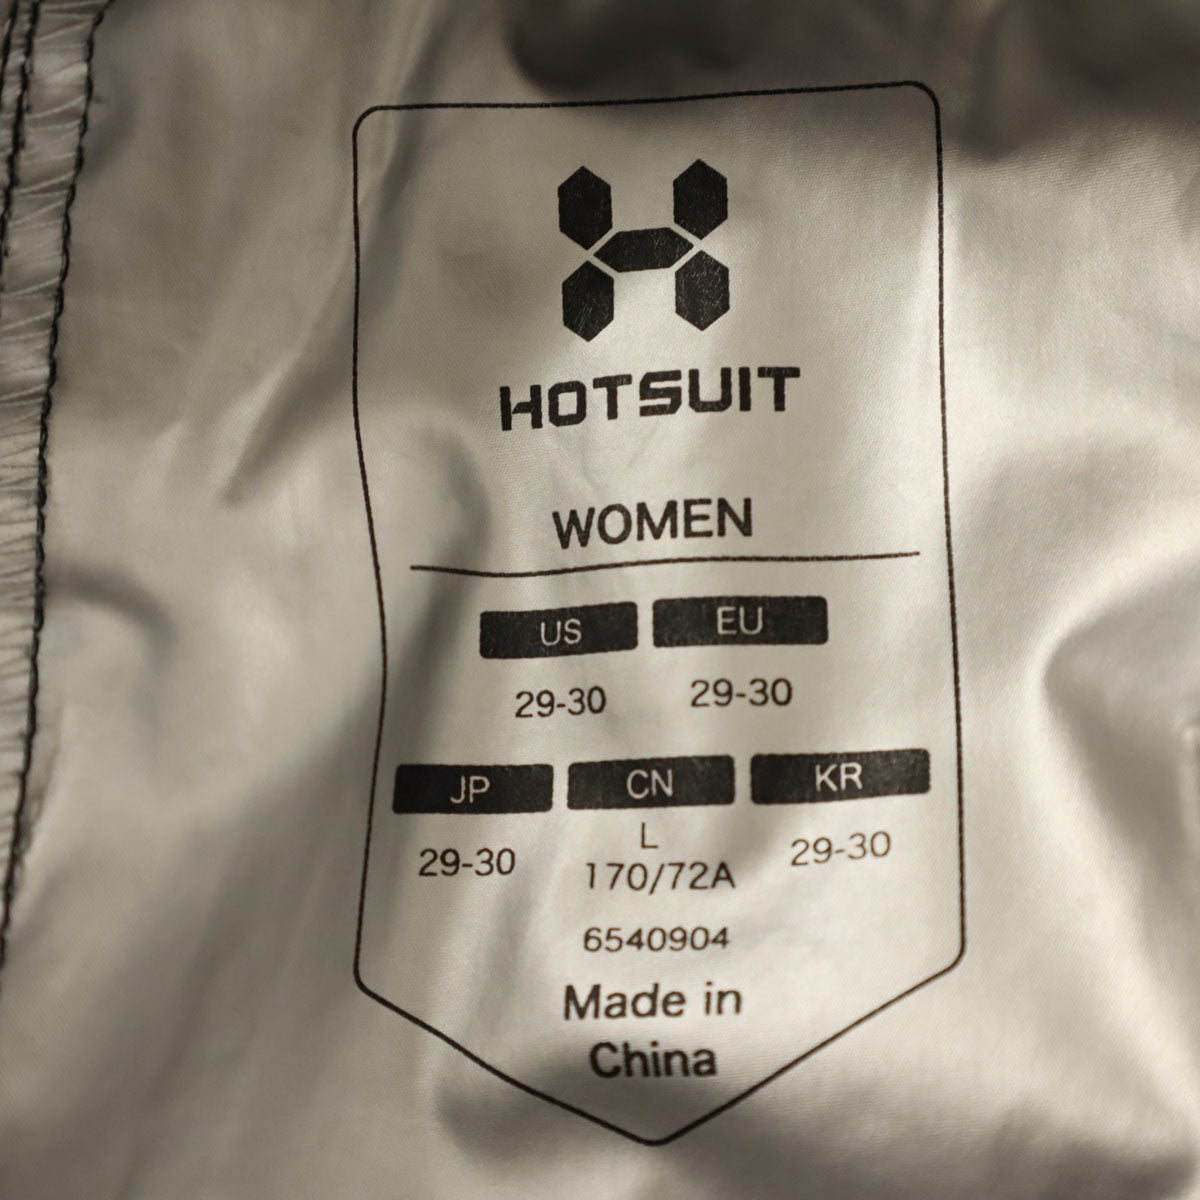 HOTSUIT
WOMEN
US EU
29-30 29-30
JP CN KR
L
29-30 170/72A 29-30
6540904
Made in
China